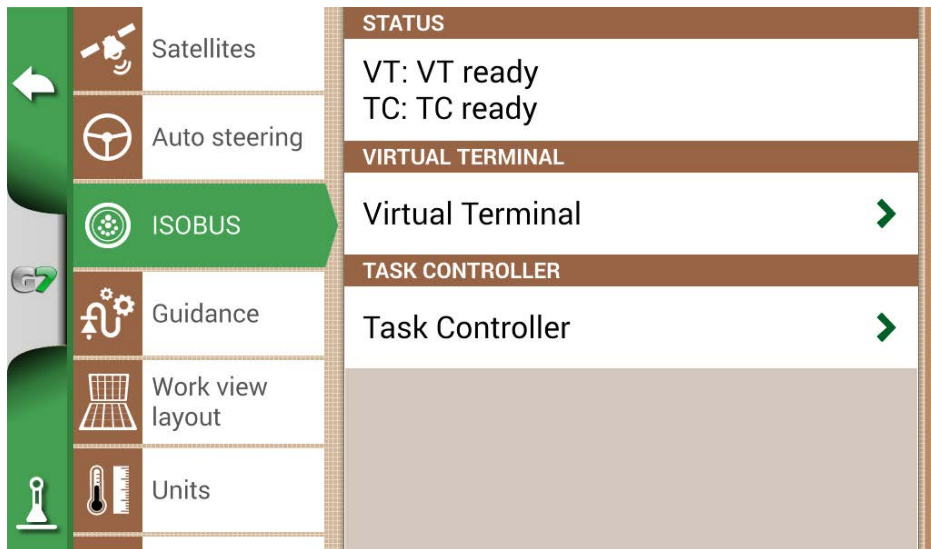 Satellites
Auto steering
ISOBUS
Guidance
Work view
layout
Units
G7
STATUS
VT: VT ready
TC: TC ready
VIRTUAL TERMINAL
Virtual Terminal
TASK CONTROLLER
Task Controller